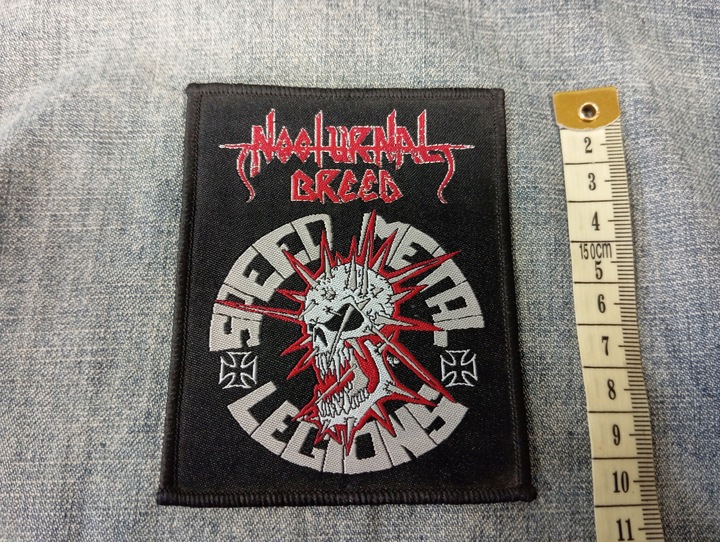 NOCTURNAL
BREED
SPEED METAL
LEGIONS
2
3
4
150cm
5
6
7
8
9
10
11